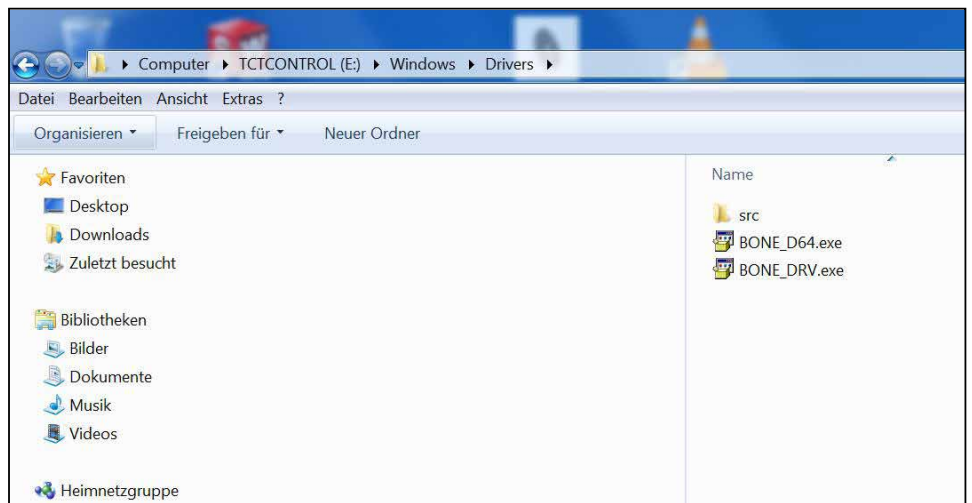 Computer TCTCONTROL (E:) Windows Drivers
Datei Bearbeiten Ansicht Extras ?
Organisieren Freigeben für Neuer Ordner
Favoriten
Desktop
Downloads
Zuletzt besucht
Bibliotheken
Bilder
Dokumente
Musik
Videos
Heimnetzgruppe
Name
src
BONE_D64.exe
BONE_DRV.exe